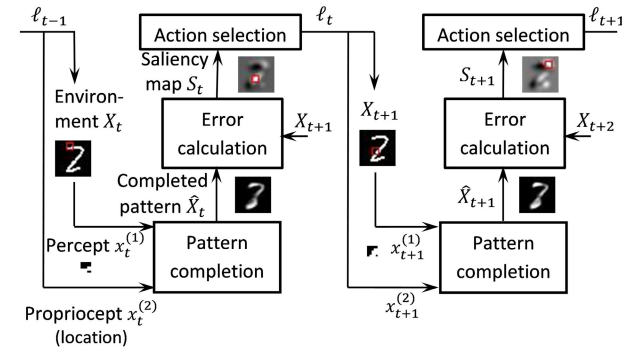 ℓ_{t−1}
Action selection
ℓ_t
Action selection
ℓ_{t+1}
Saliency
map S_t
S_{t+1}
Environ-
ment X_t
Error
calculation
X_{t+1}
X_{t+1}
Error
calculation
X_{t+2}
Completed
pattern X̂_t
X̂_{t+1}
Percept x_t^{(1)}
Pattern
completion
x_{t+1}^{(1)}
Pattern
completion
Propriocept x_t^{(2)}
(location)
x_{t+1}^{(2)}